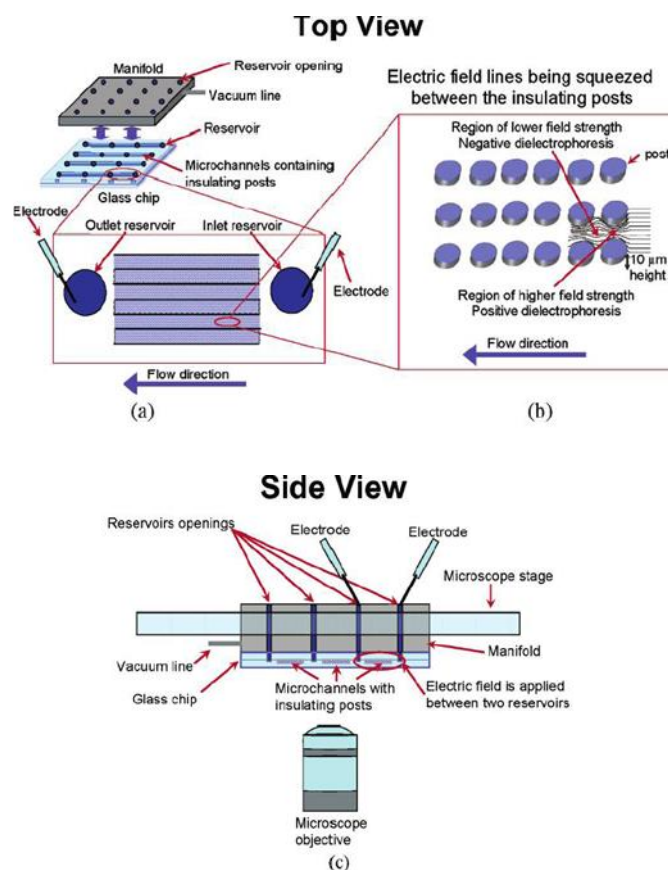 Top View
Manifold
Reservoir opening
Vacuum line
Reservoir
Microchannels containing
insulating posts
Glass chip
Electrode
Outlet reservoir
Inlet reservoir
Electrode
Flow direction
(a)
Electric field lines being squeezed
between the insulating posts
Region of lower field strength
Negative dielectrophoresis
post
10 µm
height
Region of higher field strength
Positive dielectrophoresis
Flow direction
(b)
Side View
Reservoirs openings
Electrode
Electrode
Microscope stage
Vacuum line
Manifold
Glass chip
Microchannels with
insulating posts
Electric field is applied
between two reservoirs
Microscope
objective
(c)